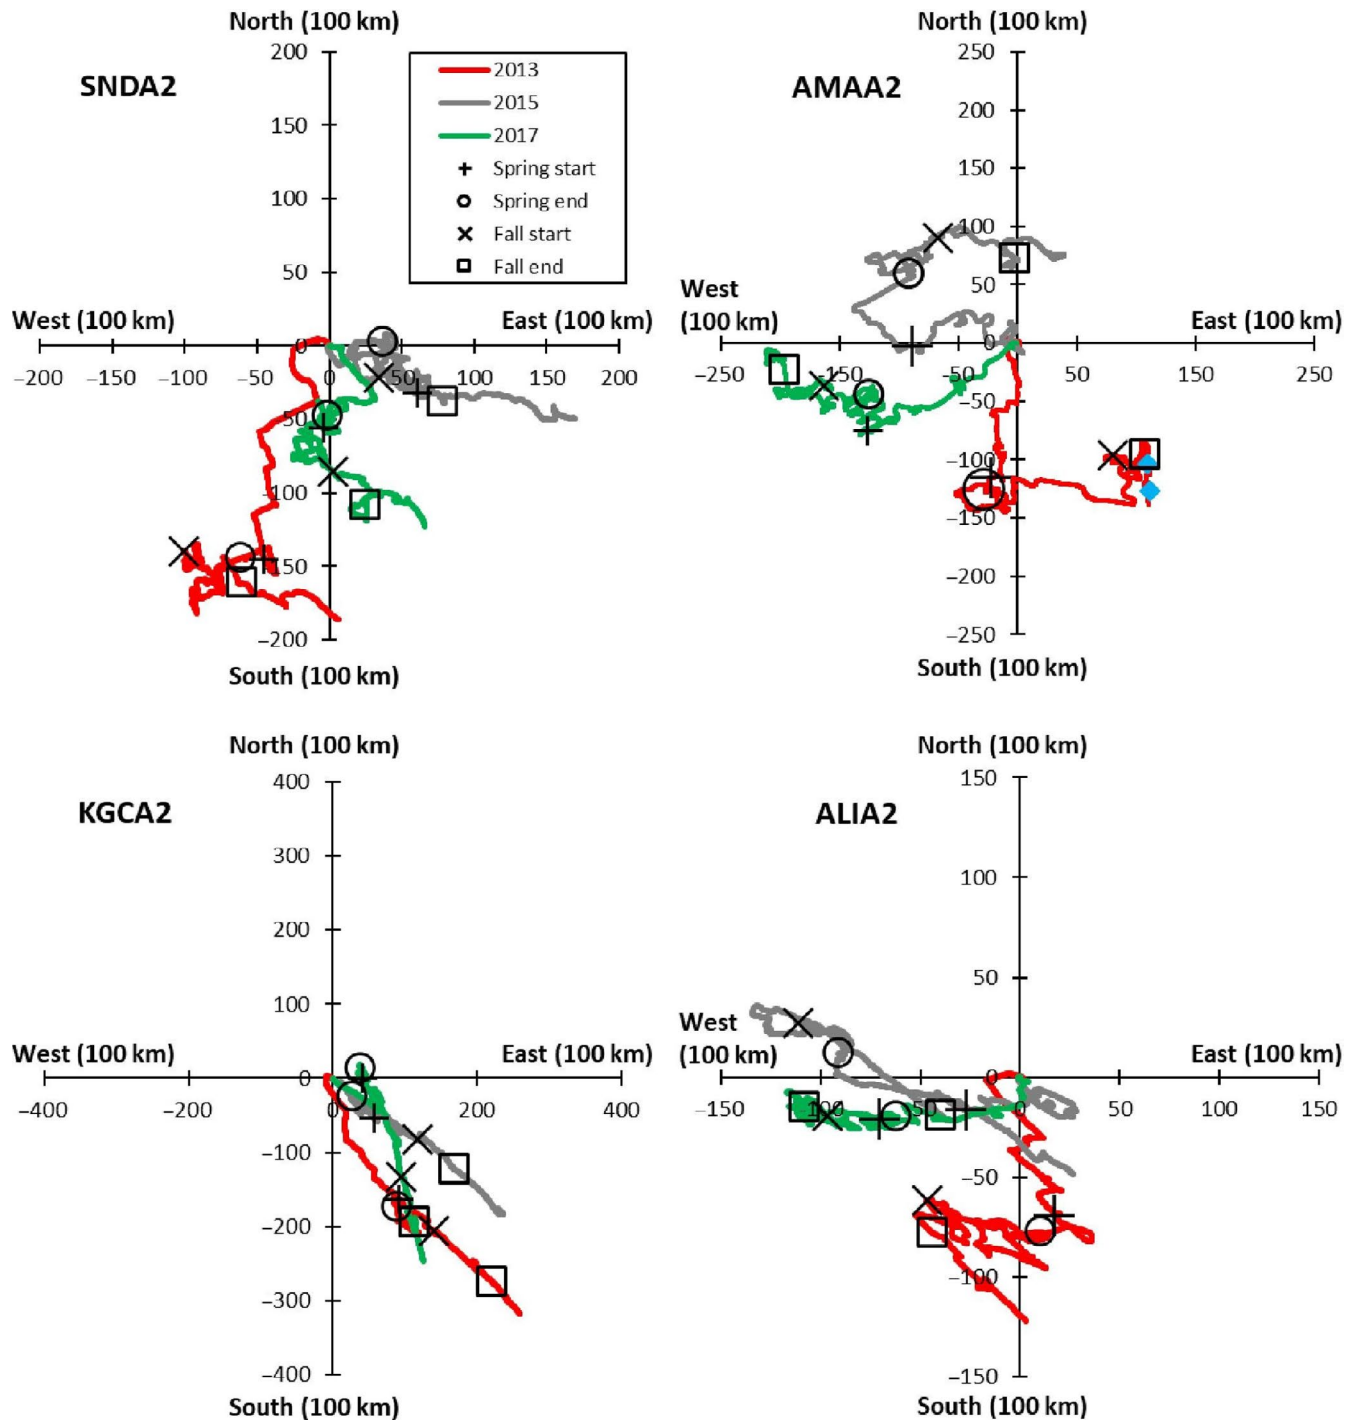 North (100 km)
200
SNDA2
2013
2015
2017
Spring start
Spring end
Fall start
Fall end
150
100
50
West (100 km)
East (100 km)
0
−200 −150 −100 −50 0 50 100 150 200
−50
−100
−150
−200
South (100 km)
North (100 km)
250
AMAA2
200
150
100
50
West
(100 km)
East (100 km)
0
−250 −150 −50 50 150 250
−50
−100
−150
−200
−250
South (100 km)
North (100 km)
400
KGCA2
300
200
100
West (100 km)
East (100 km)
0
−400 −200 0 200 400
−100
−200
−300
−400
South (100 km)
North (100 km)
150
ALIA2
100
50
West
(100 km)
East (100 km)
0
−150 −100 −50 0 50 100 150
−50
−100
−150
South (100 km)